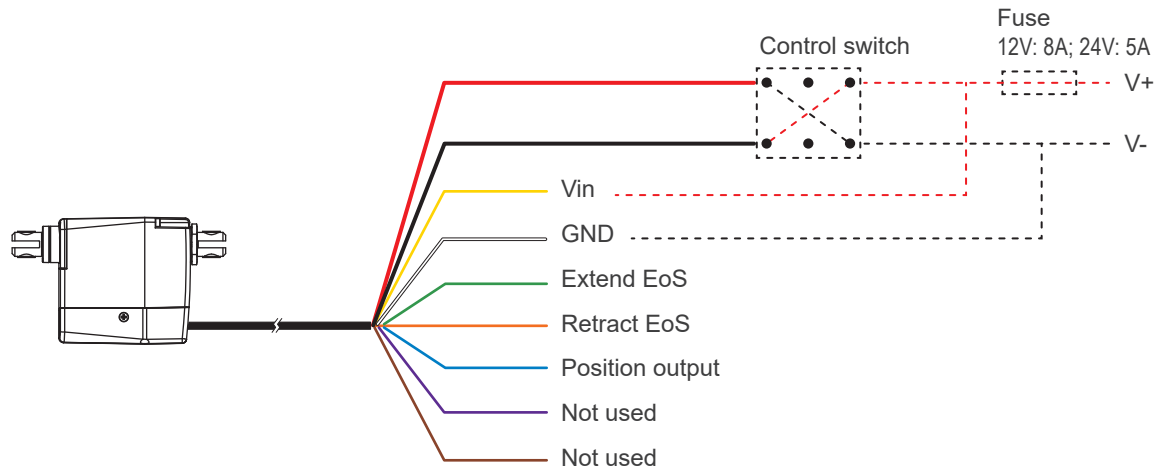 Fuse
12V: 8A; 24V: 5A
Control switch
V+
V-
Vin
GND
Extend EoS
Retract EoS
Position output
Not used
Not used